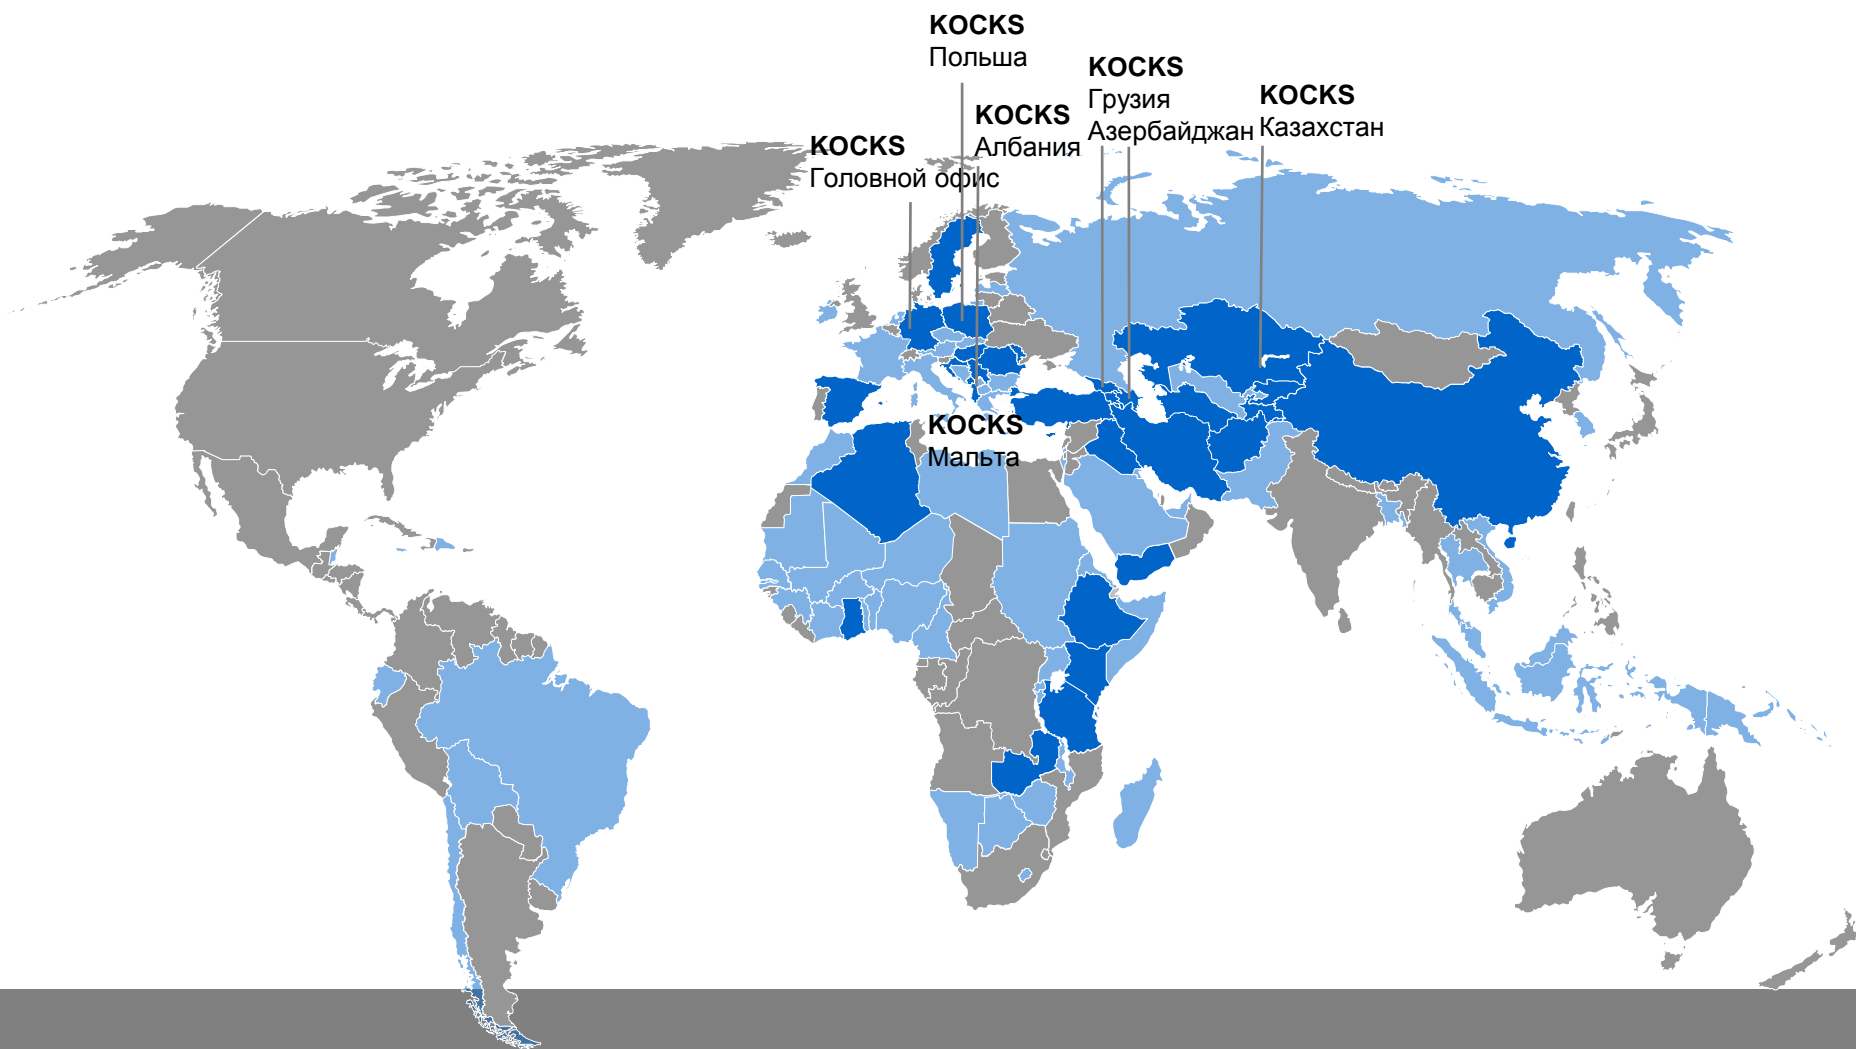 KOCKS
Польша
KOCKS
Грузия
Азербайджан
KOCKS
Казахстан
KOCKS
Албания
KOCKS
Головной офис
KOCKS
Мальта